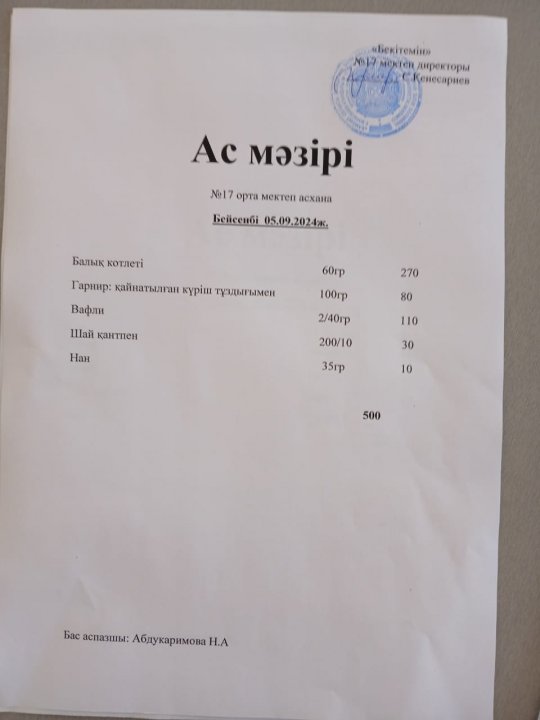 «Бекітемін»
№17 мектеп директоры
С.Кенесариев
Ас мәзірі
№17 орта мектеп асхана
Бейсенбі 05.09.2024ж.
Балық котлеті 60гр 270
Гарнир: қайнатылған күріш тұздығымен 100гр 80
Вафли 2/40гр 110
Шай қантпен 200/10 30
Нан 35гр 10
500
Бас аспазшы: Абдукаримова Н.А